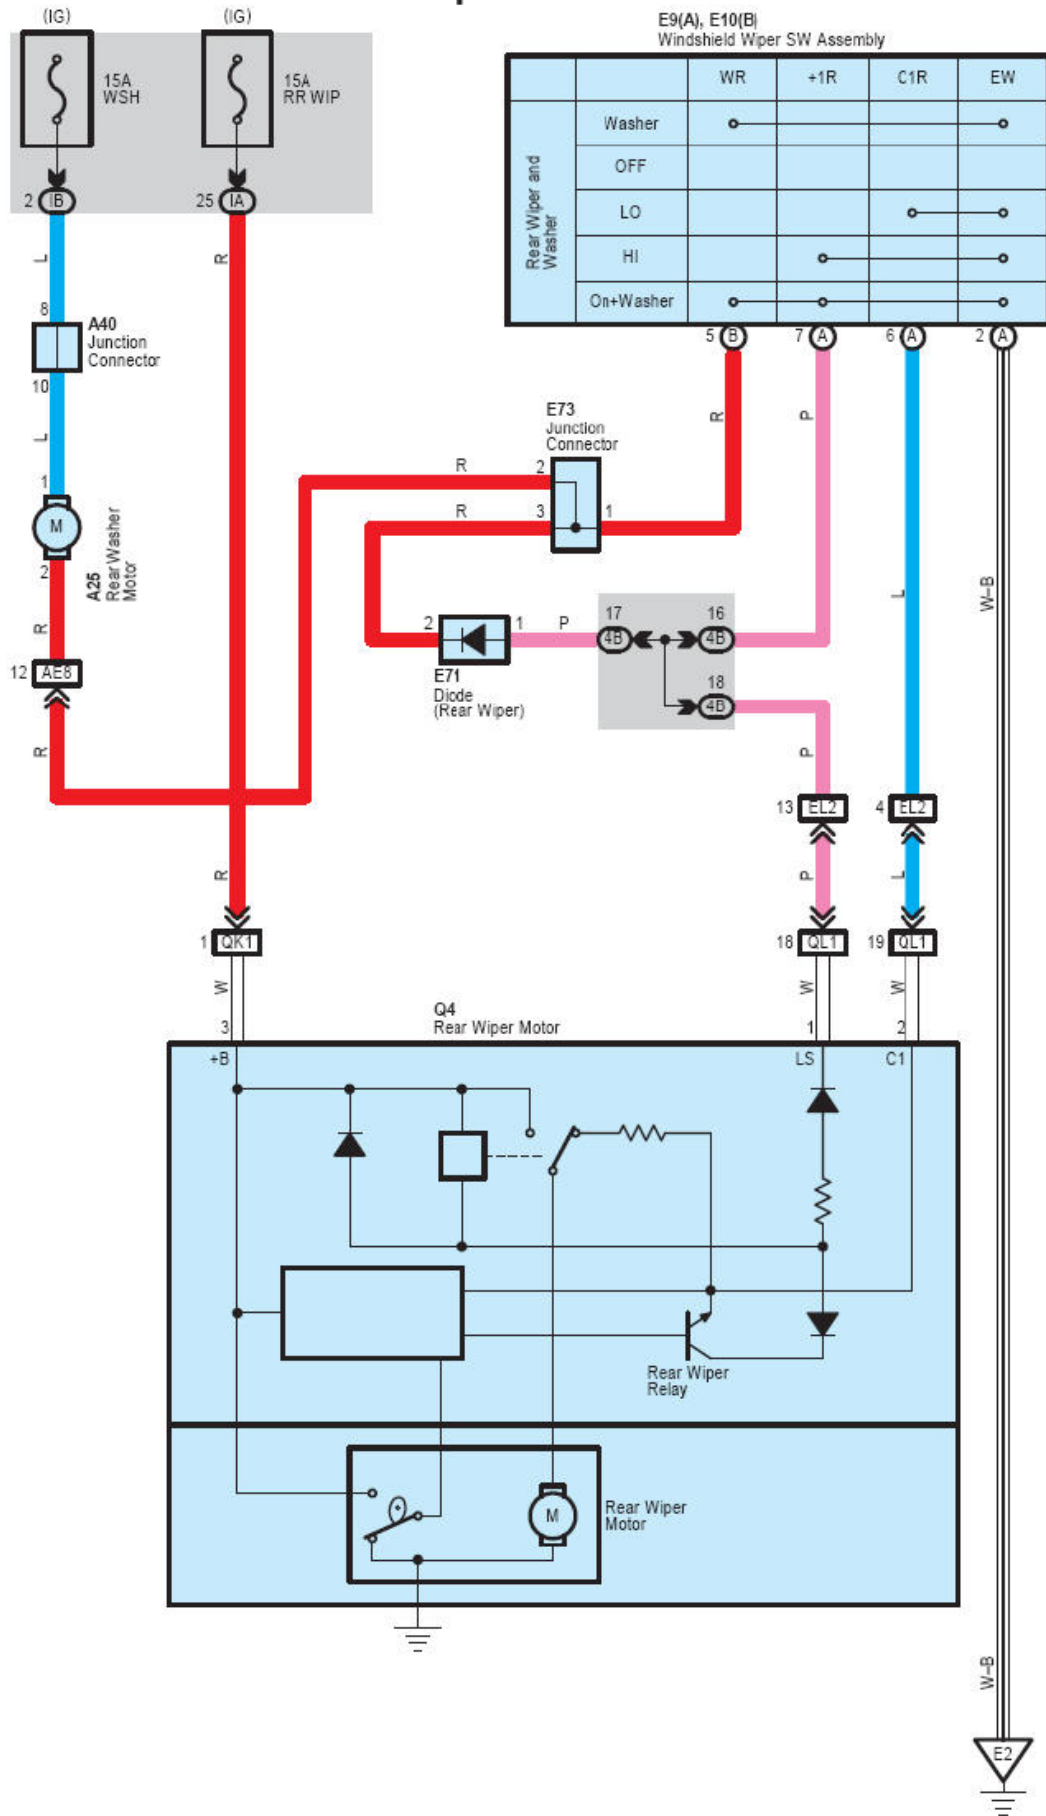 (IG)
(IG)
15A
WSH
15A
RR WIP
2 IB
25 IA
E9(A), E10(B)
Windshield Wiper SW Assembly
WR +1R C1R EW
Rear Wiper and
Washer
Washer
OFF
LO
HI
On+Washer
5 B
7 A
6 A
2 A
L
R
8
A40
Junction
Connector
10
L
1
M
2
A25
Rear Washer
Motor
R
12 AE8
R
E73
Junction
Connector
R 2
R 3
1
R
P
L
W-B
2
1 P
E71
Diode
(Rear Wiper)
17
4B
16
4B
18
4B
P
13 EL2
4 EL2
R
P
L
1 QK1
18 QL1
19 QL1
W
W
W
Q4
Rear Wiper Motor
3
1
2
+B
LS
C1
Rear Wiper
Relay
M
Rear Wiper
Motor
W-B
E2